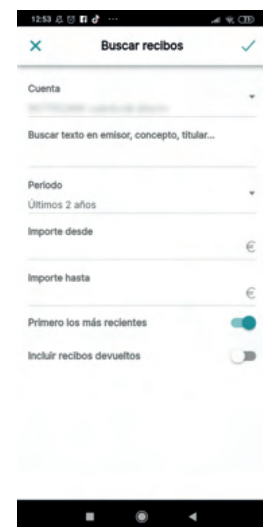 12:53
Buscar recibos
Cuenta
Buscar texto en emisor, concepto, titular...
Periodo
Últimos 2 años
Importe desde
€
Importe hasta
€
Primero los más recientes
Incluir recibos devueltos